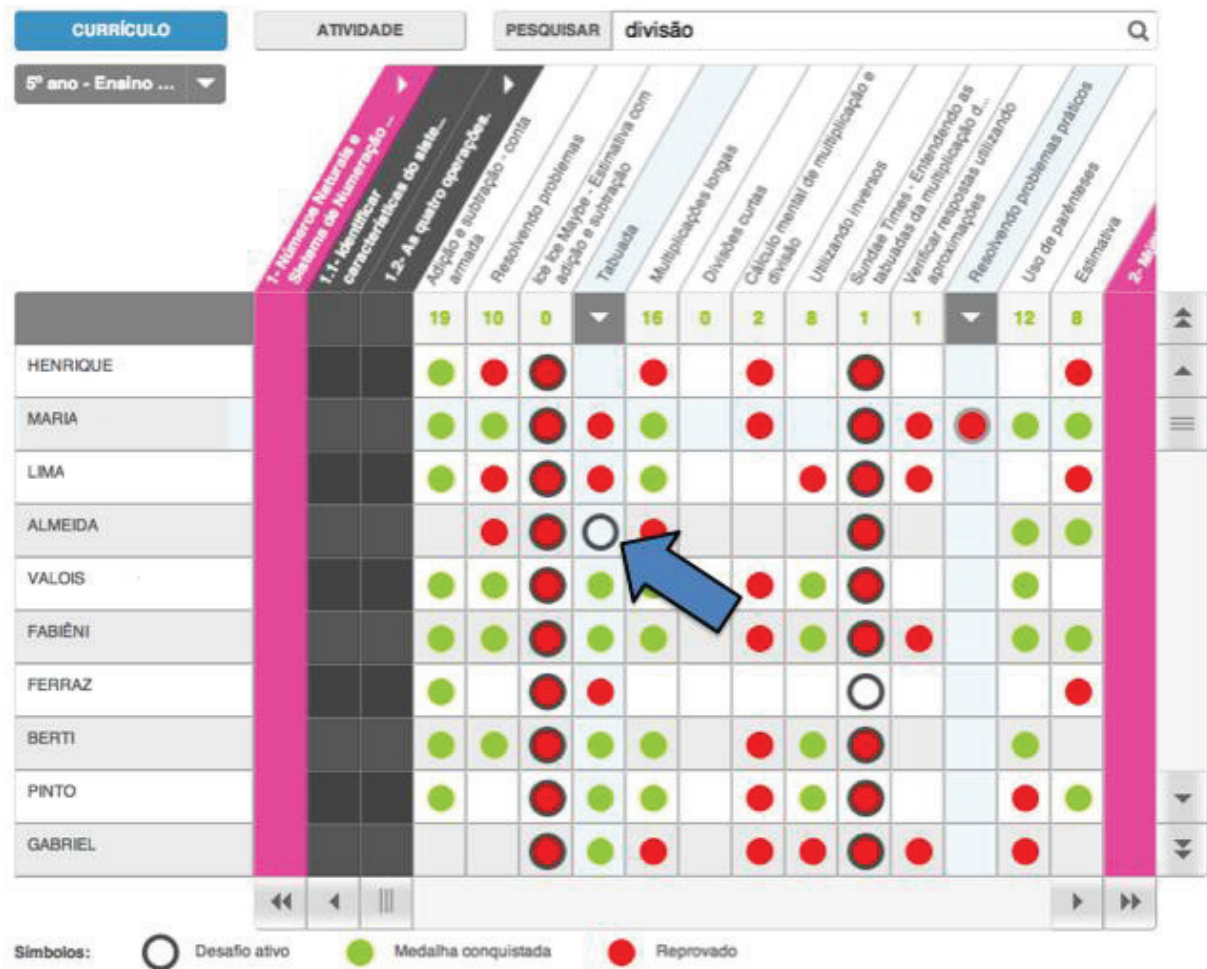 CURRÍCULO
ATIVIDADE
PESQUISAR
divisão
5º ano - Ensino ...
1- Números Naturais e
Sistema de Numeração ...
1.1- Identificar
características do siste...
1.2- As quatro operações.
Adição e subtração - conta
armada
Resolvendo problemas
Ice Ice Maybe - Estimativa com
adição e subtração
Tabuada
Multiplicações longas
Divisões curtas
Cálculo mental de multiplicação e
divisão
Utilizando inversos
Sundae Times - Entendendo as
tabuadas da multiplicação d...
Verificar respostas utilizando
aproximações
Resolvendo problemas práticos
Uso de parênteses
Estimativa
19 10 0 16 0 2 8 1 1 12 8
HENRIQUE
MARIA
LIMA
ALMEIDA
VALOIS
FABIÊNI
FERRAZ
BERTI
PINTO
GABRIEL
Símbolos: Desafio ativo Medalha conquistada Reprovado